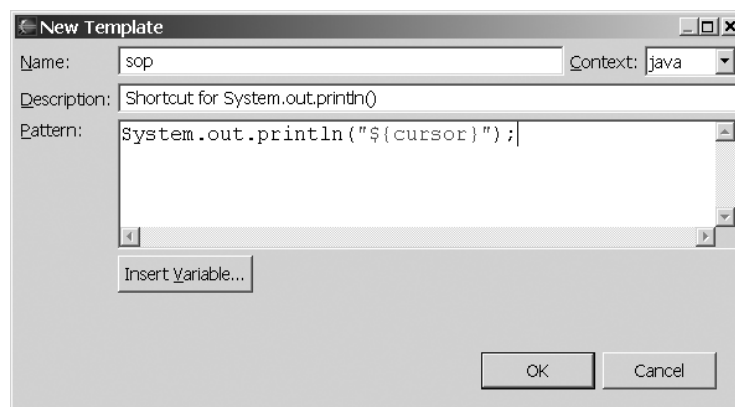 New Template
Name: sop Context: java
Description: Shortcut for System.out.println()
Pattern: System.out.println("${cursor}");
Insert Variable...
OK Cancel